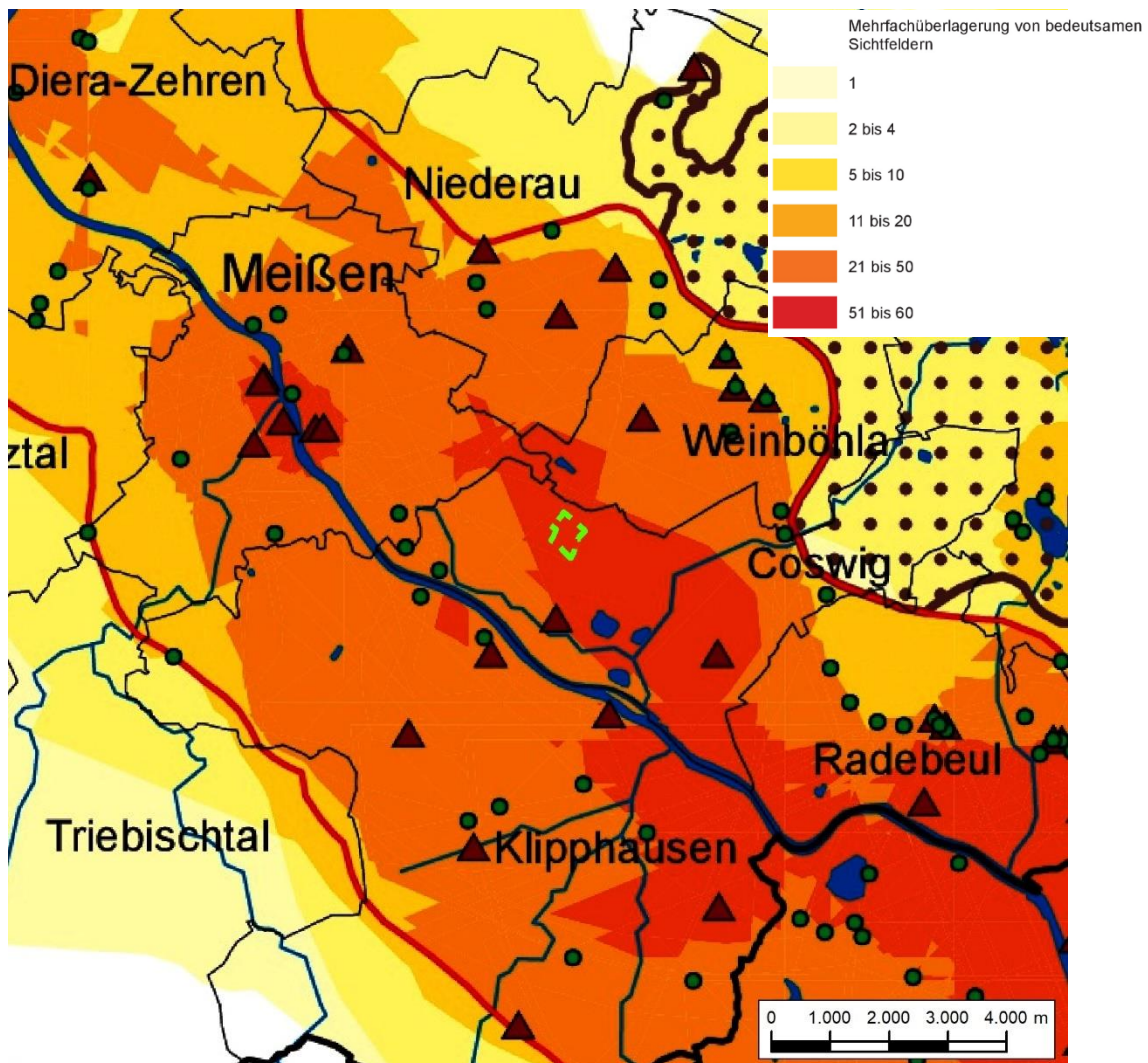 Mehrfachüberlagerung von bedeutsamen
Sichtfeldern
1
2 bis 4
5 bis 10
11 bis 20
21 bis 50
51 bis 60
Diera-Zehren
Niederau
Meißen
ztal
Weinböhla
Coswig
Radebeul
Triebischtal
Klipphausen
0 1.000 2.000 3.000 4.000 m